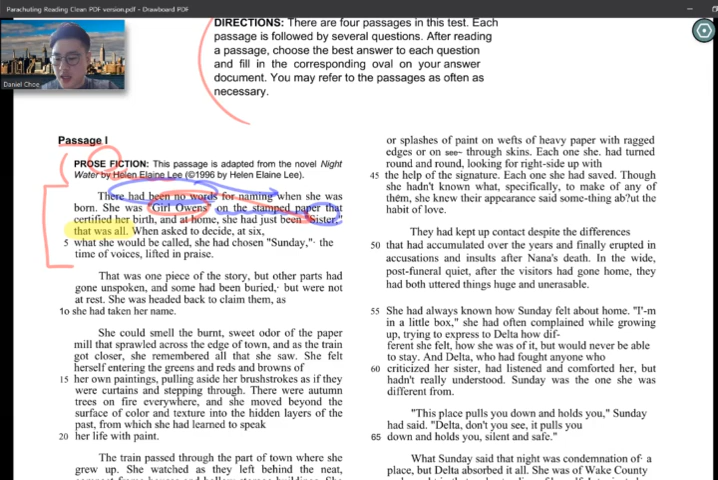 Parachuting Reading Clean PDF version.pdf - Drawboard PDF
Daniel Choe
DIRECTIONS: There are four passages in this test. Each
passage is followed by several questions. After reading
a passage, choose the best answer to each question
and fill in the corresponding oval on your answer
document. You may refer to the passages as often as
necessary.
Passage I
PROSE FICTION: This passage is adapted from the novel Night
Water by Helen Elaine Lee (©1996 by Helen Elaine Lee).
There had been no words for naming when she was
born. She was "Girl Owens" on the stamped paper that
certified her birth, and at home, she had just been "Sister,"
that was all. When asked to decide, at six,
5 what she would be called, she had chosen "Sunday,"· the
time of voices, lifted in praise.
That was one piece of the story, but other parts had
gone unspoken, and some had been buried,· but were not
at rest. She was headed back to claim them, as
1o she had taken her name.
She could smell the burnt, sweet odor of the paper
mill that sprawled across the edge of town, and as the train
got closer, she remembered all that she saw. She felt
herself entering the greens and reds and browns of
15 her own paintings, pulling aside her brushstrokes as if they
were curtains and stepping through. There were autumn
trees on fire everywhere, and she moved beyond the
surface of color and texture into the hidden layers of the
past, from which she had learned to speak
20 her life with paint.
The train passed through the part of town where she
grew up. She watched as they left behind the neat,
or splashes of paint on wefts of heavy paper with ragged
edges or on see- through skins. Each one she. had turned
round and round, looking for right-side up with
45 the help of the signature. Each one she had saved. Though
she hadn't known what, specifically, to make of any of
them, she knew their appearance said some-thing ab?ut the
habit of love.
They had kept up contact despite the differences
50 that had accumulated over the years and finally erupted in
accusations and insults after Nana's death. In the wide,
post-funeral quiet, after the visitors had gone home, they
had both uttered things huge and unerasable.
55 She had always known how Sunday felt about home. "I'-m
in a little box," she had often complained while growing
up, trying to express to Delta how dif-
ferent she felt, how she was of it, but would never be able
to stay. And Delta, who had fought anyone who
60 criticized her sister, had listened and comforted her, but
hadn't really understood. Sunday was the one she was
different from.
"This place pulls you down and holds you," Sunday
had said. "Delta, don't you see, it pulls you
65 down and holds you, silent and safe."
What Sunday said that night was condemnation of· a
place, but Delta absorbed it all. She was of Wake County